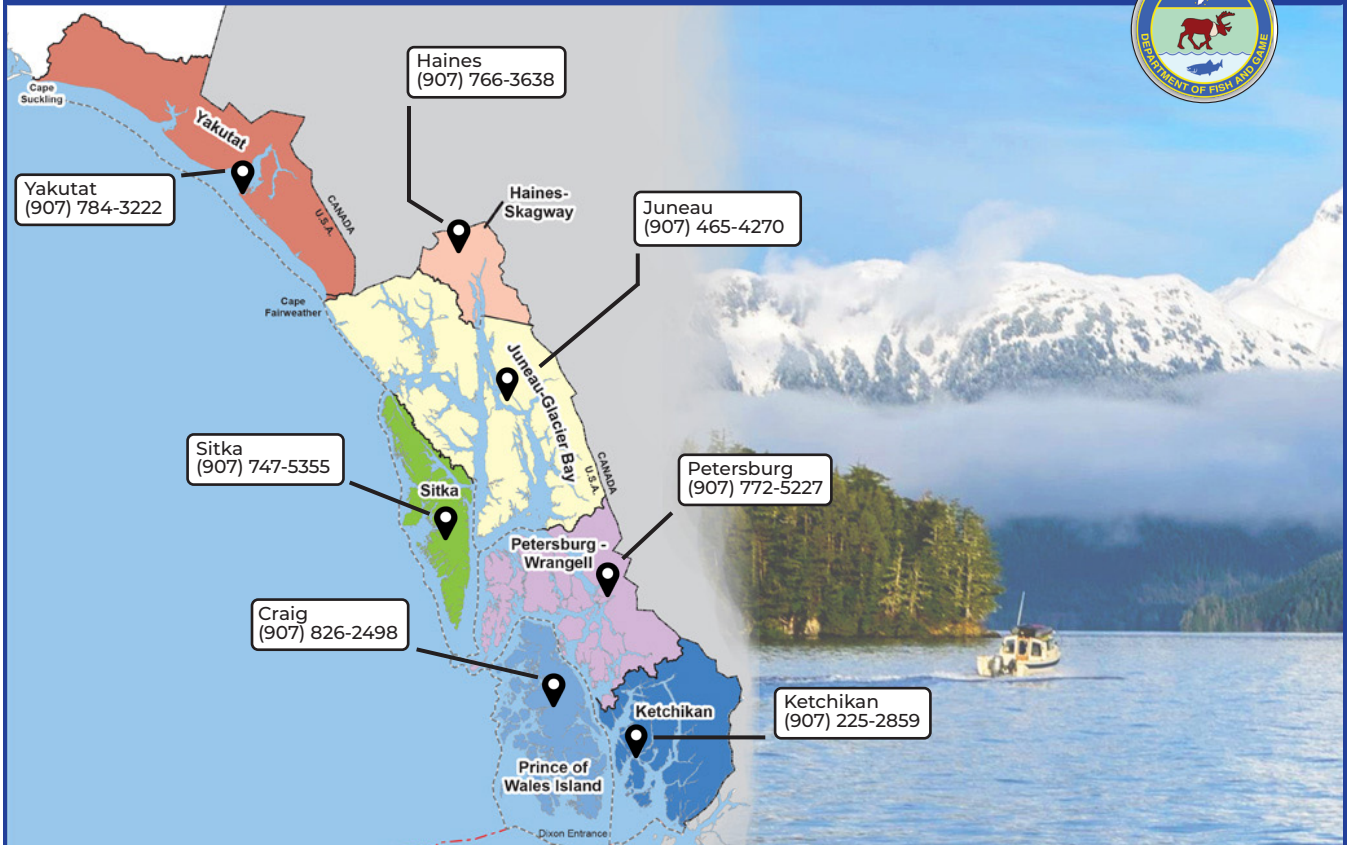 DEPARTMENT OF FISH AND GAME
Haines
(907) 766-3638
Cape
Suckling
Yakutat
Yakutat
(907) 784-3222
CANADA
U.S.A.
Haines-
Skagway
Juneau
(907) 465-4270
Cape
Fairweather
Juneau-Glacier Bay
Sitka
(907) 747-5355
Sitka
CANADA
U.S.A.
Petersburg
(907) 772-5227
Petersburg -
Wrangell
Craig
(907) 826-2498
Ketchikan
Ketchikan
(907) 225-2859
Prince of
Wales Island
Dixon Entrance